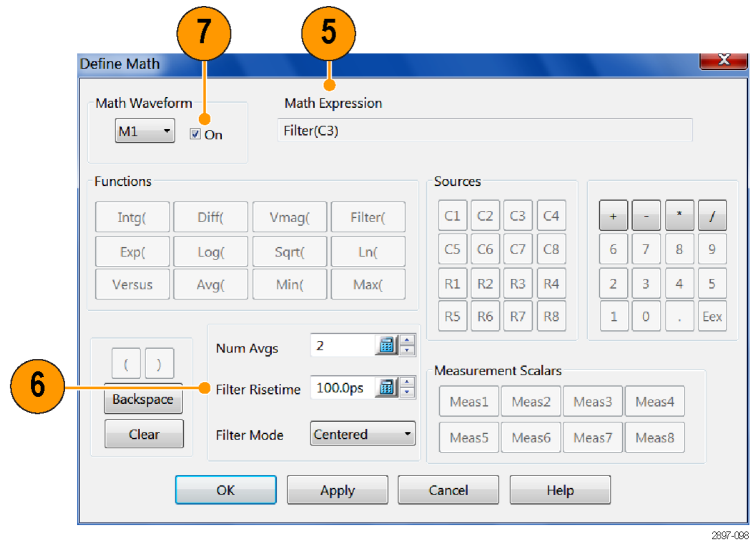 7 5
Define Math X
Math Waveform Math Expression
M1 On Filter(C3)
Functions Sources
Intg( Diff( Vmag( Filter( C1 C2 C3 C4 + - * /
Exp( Log( Sqrt( Ln( C5 C6 C7 C8 6 7 8 9
Versus Avg( Min( Max( R1 R2 R3 R4 2 3 4 5
R5 R6 R7 R8 1 0 . Eex
( ) Num Avgs 2
6 Backspace Filter Risetime 100.0ps Measurement Scalars
Meas1 Meas2 Meas3 Meas4
Clear Filter Mode Centered Meas5 Meas6 Meas7 Meas8
OK Apply Cancel Help
2897-098